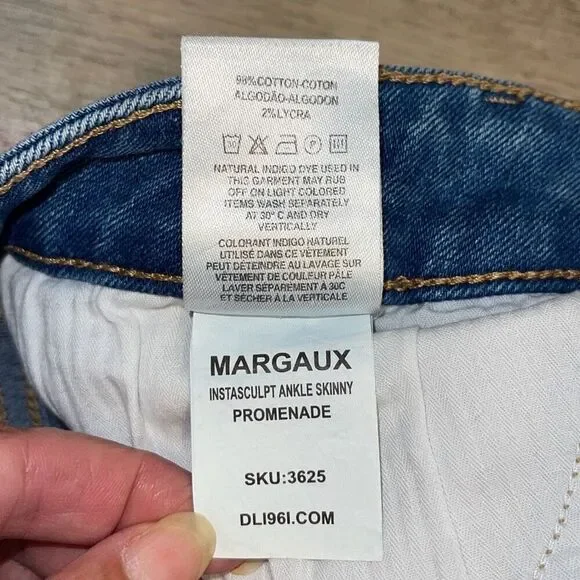 98%COTTON-COTON
ALGODÃO-ALGODON
2%LYCRA
NATURAL INDIGO DYE USED IN
THIS GARMENT MAY RUB
OFF ON LIGHT COLORED
ITEMS WASH SEPARATELY
AT 30° C AND DRY
VERTICALLY
COLORANT INDIGO NATUREL
UTILISÉ DANS CE VÊTEMENT
PEUT DÉTEINDRE AU LAVAGE SUR
VÊTEMENT DE COULEUR PÂLE
LAVER SÉPARÉMENT À 30C
ET SÉCHER À LA VERTICALE
MARGAUX
INSTASCULPT ANKLE SKINNY
PROMENADE
SKU:3625
DL1961.COM